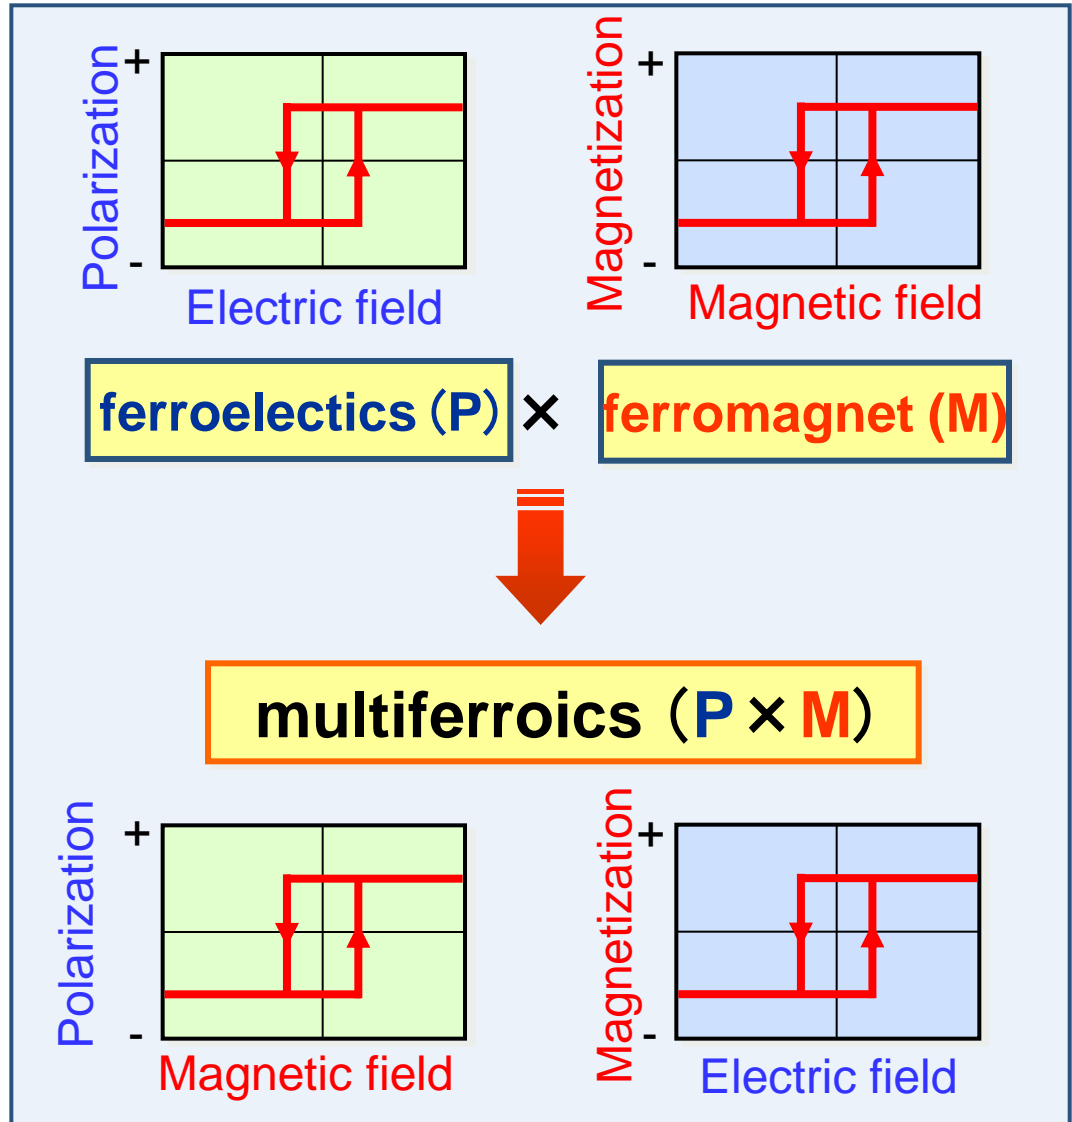 Polarization
+
-
Electric field
Magnetization
+
-
Magnetic field
ferroelectics (P) × ferromagnet (M)
multiferroics (P × M)
Polarization
+
-
Magnetic field
Magnetization
+
-
Electric field